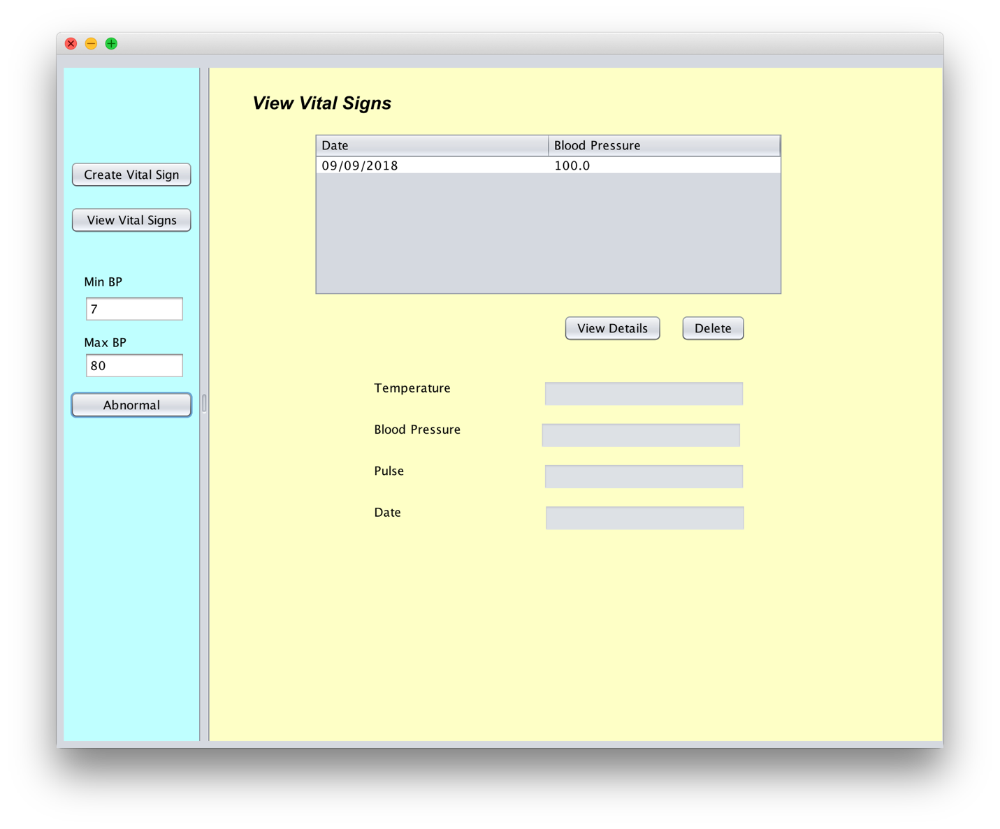 Create Vital Sign
View Vital Signs
Min BP
7
Max BP
80
Abnormal
View Vital Signs
Date Blood Pressure
09/09/2018 100.0
View Details Delete
Temperature
Blood Pressure
Pulse
Date